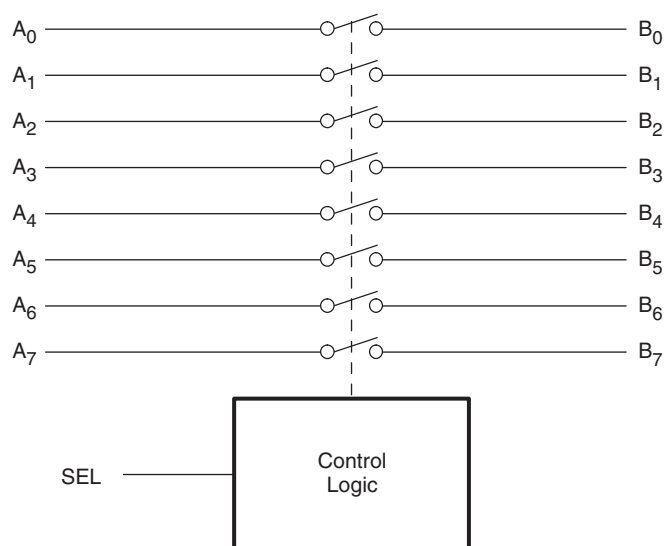 A0 B0
A1 B1
A2 B2
A3 B3
A4 B4
A5 B5
A6 B6
A7 B7
SEL
Control
Logic